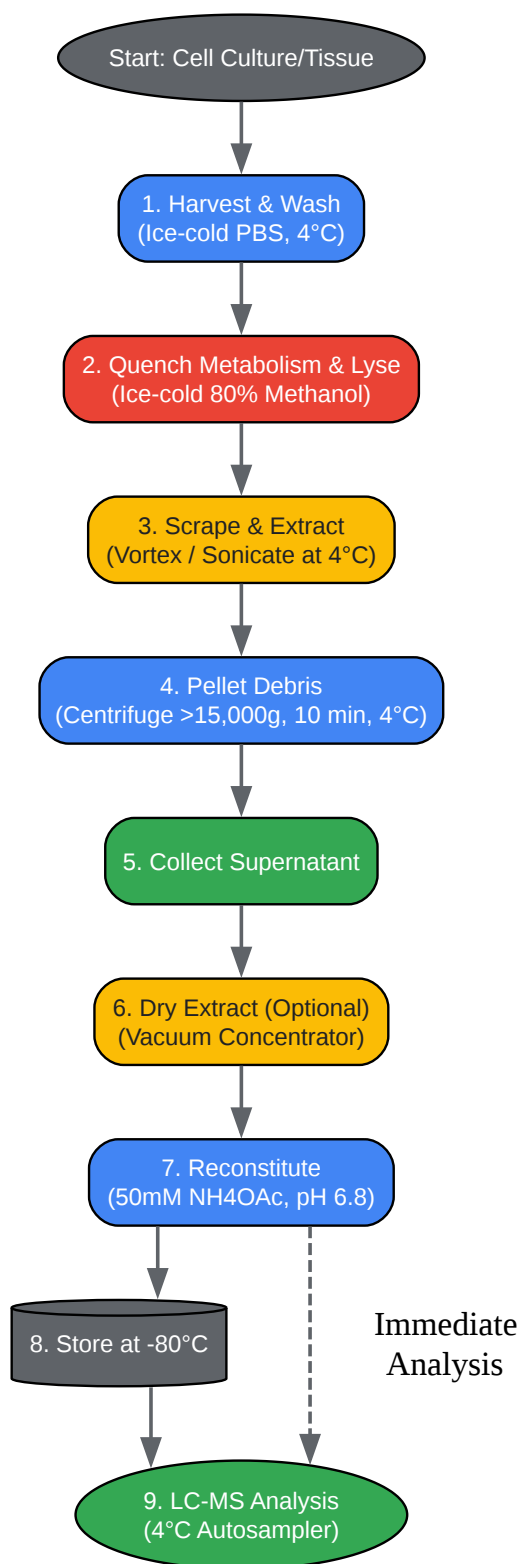 Start: Cell Culture/Tissue
1. Harvest & Wash
(Ice-cold PBS, 4°C)
2. Quench Metabolism & Lyse
(Ice-cold 80% Methanol)
3. Scrape & Extract
(Vortex / Sonicate at 4°C)
4. Pellet Debris
(Centrifuge >15,000g, 10 min, 4°C)
5. Collect Supernatant
6. Dry Extract (Optional)
(Vacuum Concentrator)
7. Reconstitute
(50mM NH4OAc, pH 6.8)
8. Store at -80°C
Immediate
Analysis
9. LC-MS Analysis
(4°C Autosampler)